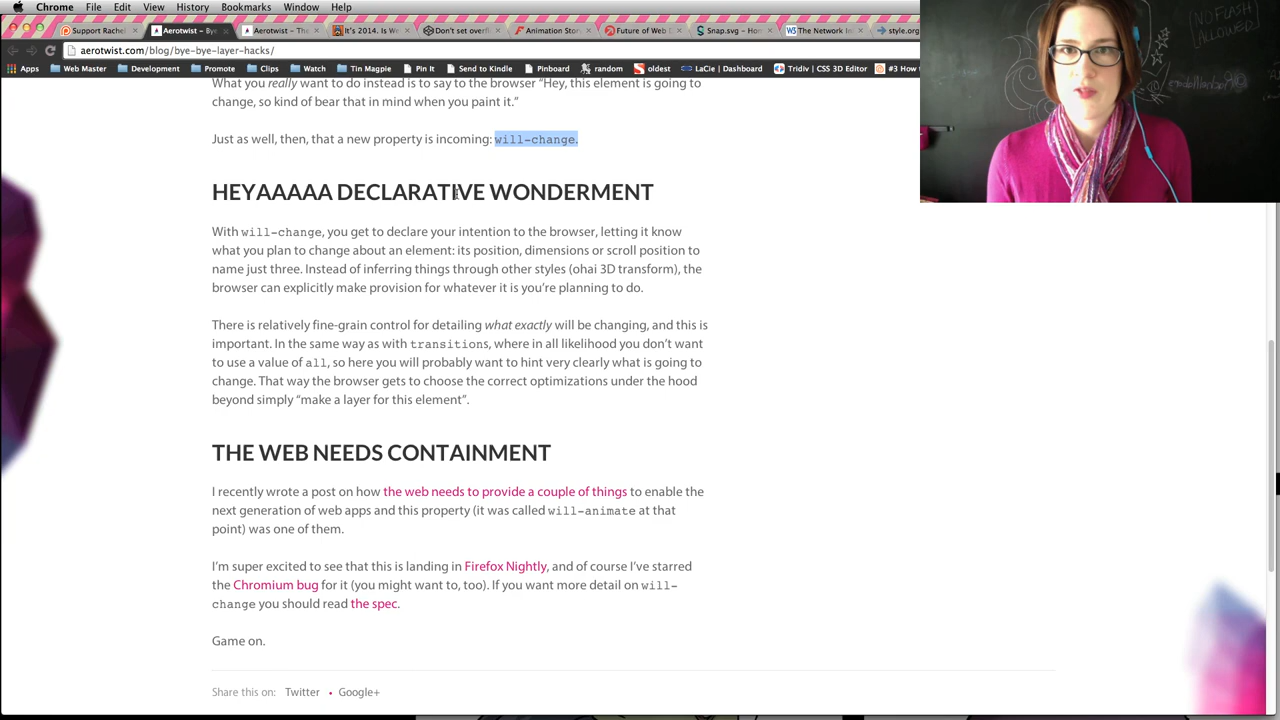 Chrome File Edit View History Bookmarks Window Help
Support Rachel Aerotwist - Bye Aerotwist - The It's 2014. Is We Don't set overfl Animation Stor Future of Web D Snap.svg - Hom The Network In style.org
aerotwist.com/blog/bye-bye-layer-hacks/
Apps Web Master Development Promote Clips Watch Tim Magpie Pin It Send to Kindle Pinboard random oldest LaCie | Dashboard Tridiv | CSS 3D Editor #3 How t
(NO FLASH
ALLOWED
What you really want to do instead is to say to the browser “Hey, this element is going to
change, so kind of bear that in mind when you paint it.”
Just as well, then, that a new property is incoming: will-change.
HEYAAAAA DECLARATIVE WONDERMENT
With will-change, you get to declare your intention to the browser, letting it know
what you plan to change about an element: its position, dimensions or scroll position to
name just three. Instead of inferring things through other styles (ohai 3D transform), the
browser can explicitly make provision for whatever it is you’re planning to do.
There is relatively fine-grain control for detailing what exactly will be changing, and this is
important. In the same way as with transitions, where in all likelihood you don’t want
to use a value of all, so here you will probably want to hint very clearly what is going to
change. That way the browser gets to choose the correct optimizations under the hood
beyond simply “make a layer for this element”.
THE WEB NEEDS CONTAINMENT
I recently wrote a post on how the web needs to provide a couple of things to enable the
next generation of web apps and this property (it was called will-animate at that
point) was one of them.
I’m super excited to see that this is landing in Firefox Nightly, and of course I’ve starred
the Chromium bug for it (you might want to, too). If you want more detail on will-
change you should read the spec.
Game on.
Share this on: Twitter • Google+